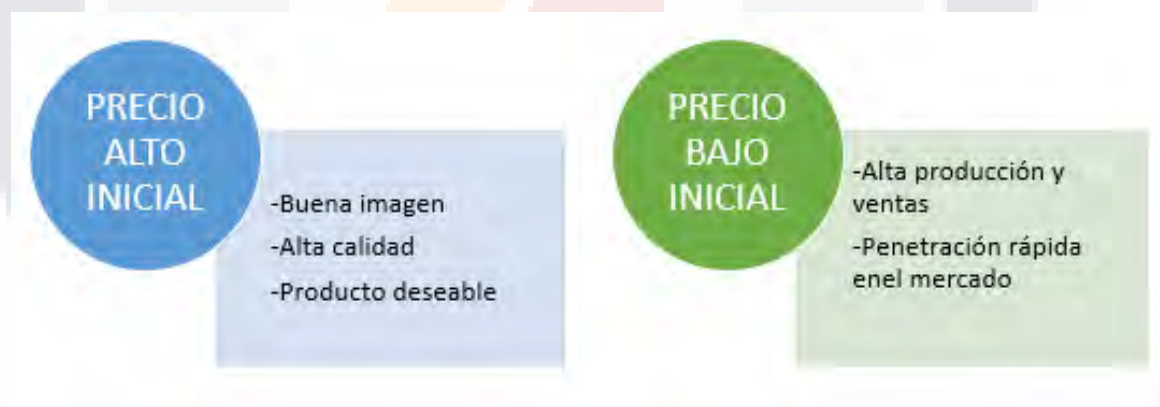 PRECIO
ALTO
INICIAL
-Buena imagen
-Alta calidad
-Producto deseable
PRECIO
BAJO
INICIAL
-Alta producción y
ventas
-Penetración rápida
enel mercado